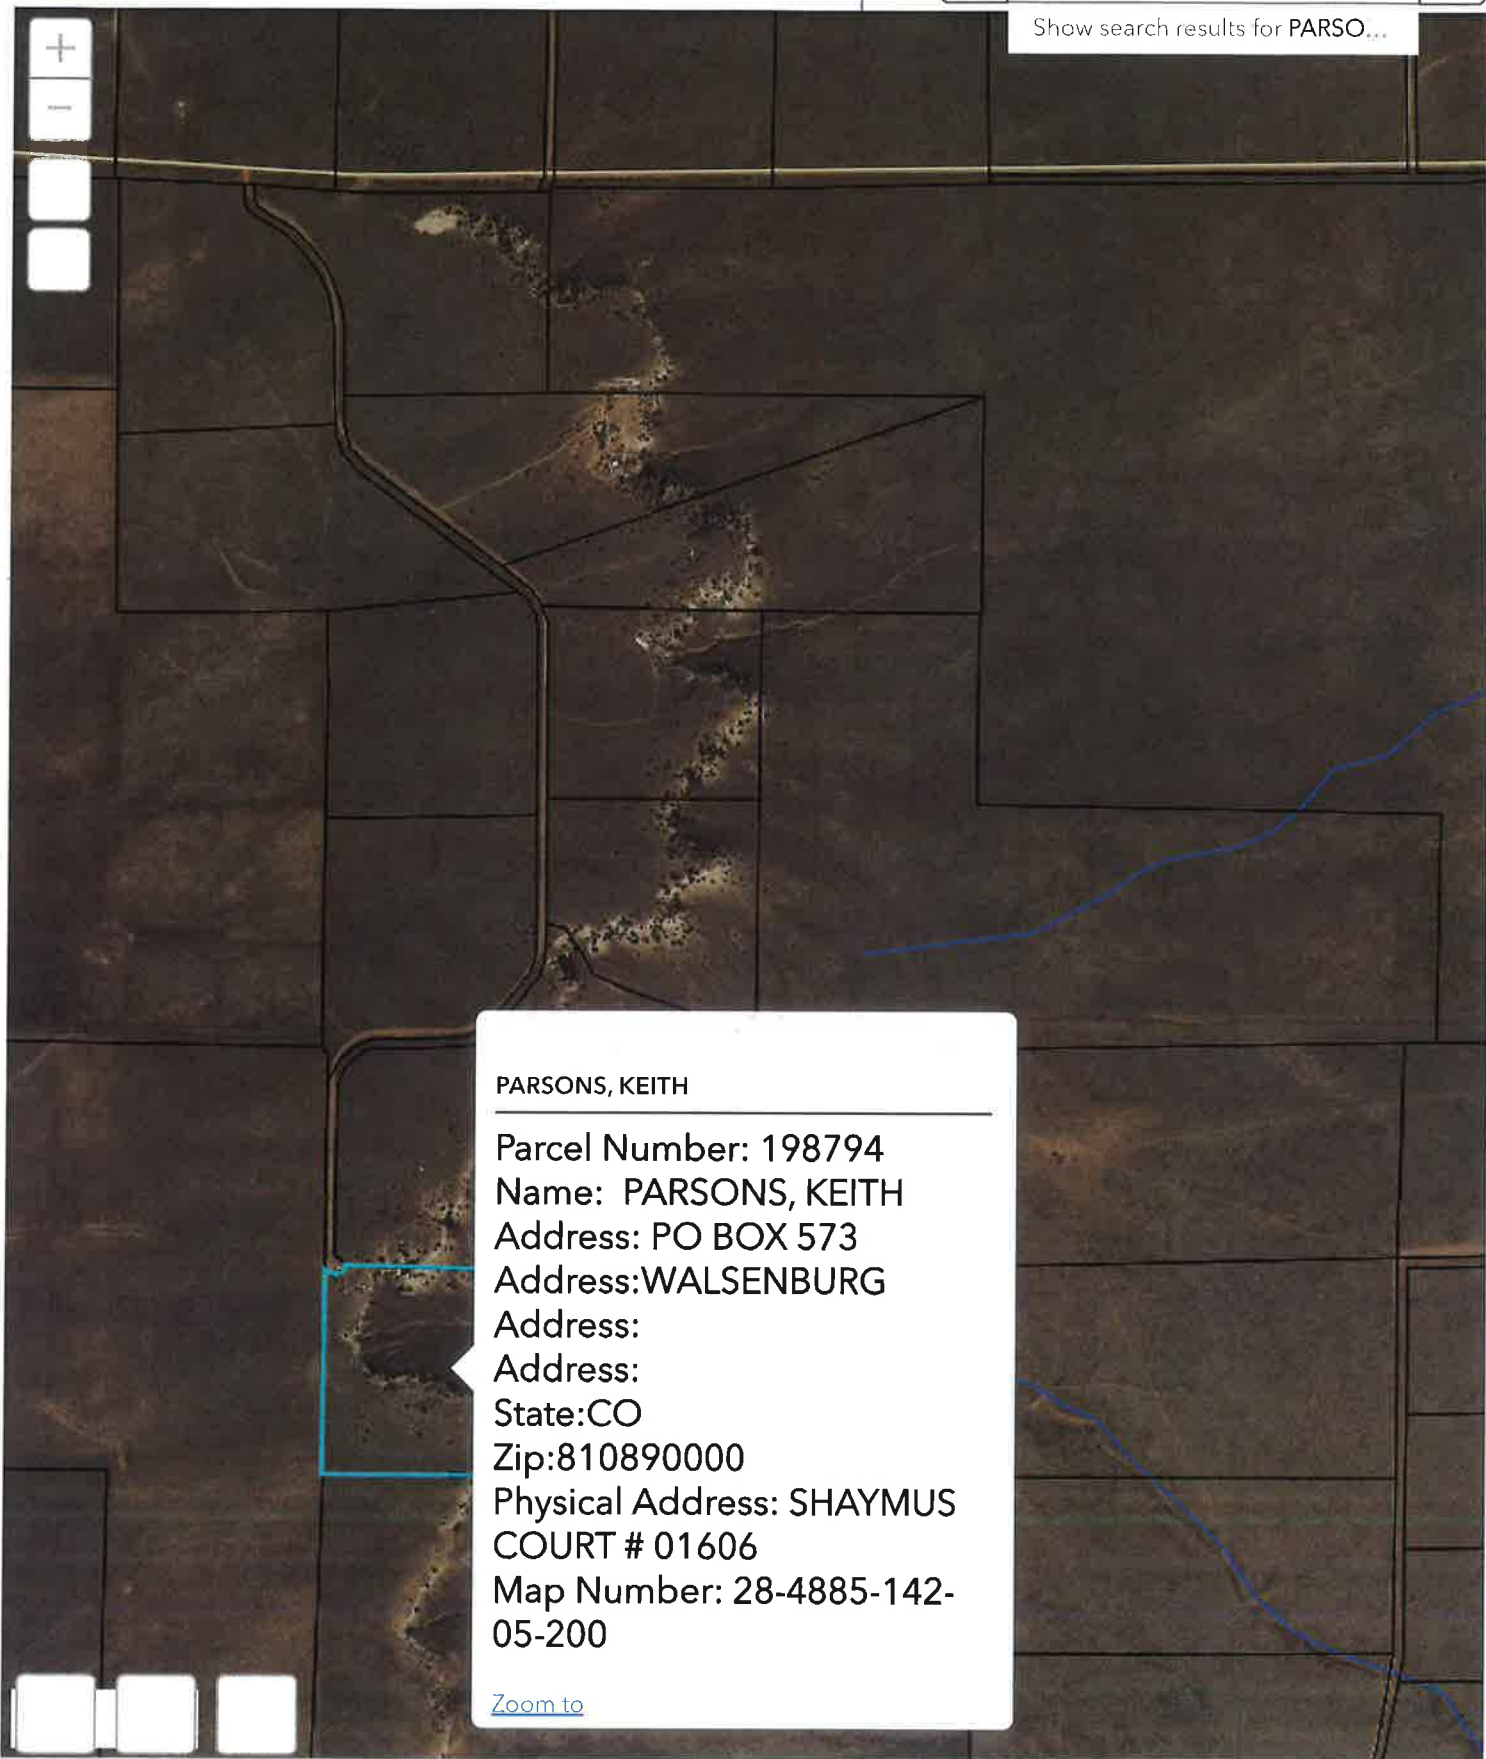 +
Show search results for PARSO...
−
PARSONS, KEITH
Parcel Number: 198794
Name:  PARSONS, KEITH
Address: PO BOX 573
Address:WALSENBURG
Address:
Address:
State:CO
Zip:810890000
Physical Address: SHAYMUS
COURT # 01606
Map Number: 28-4885-142-
05-200
Zoom to